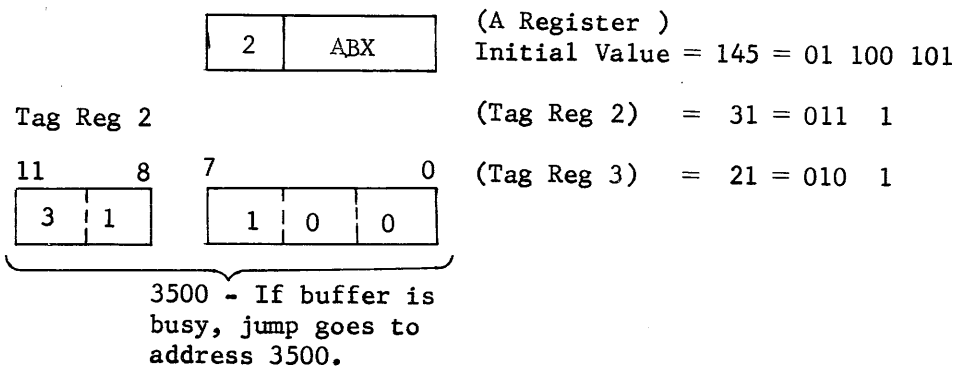 (A Register )
2 ABX
Initial Value = 145 = 01 100 101
Tag Reg 2
(Tag Reg 2) = 31 = 011 1
11 8 7 0
(Tag Reg 3) = 21 = 010 1
3 1 1 0 0
3500 - If buffer is
busy, jump goes to
address 3500.